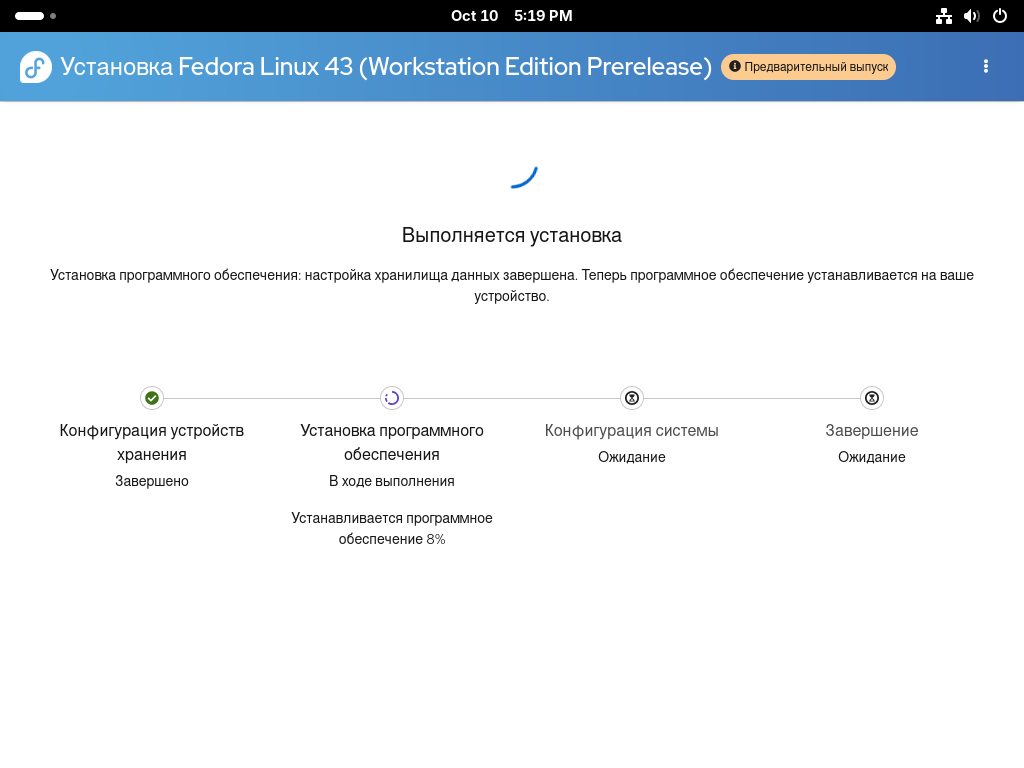 Oct 10 5:19 PM
Установка Fedora Linux 43 (Workstation Edition Prerelease) Предварительный выпуск
Выполняется установка
Установка программного обеспечения: настройка хранилища данных завершена. Теперь программное обеспечение устанавливается на ваше
устройство.
Конфигурация устройств
хранения
Завершено
Установка программного
обеспечения
В ходе выполнения
Устанавливается программное
обеспечение 8%
Конфигурация системы
Ожидание
Завершение
Ожидание